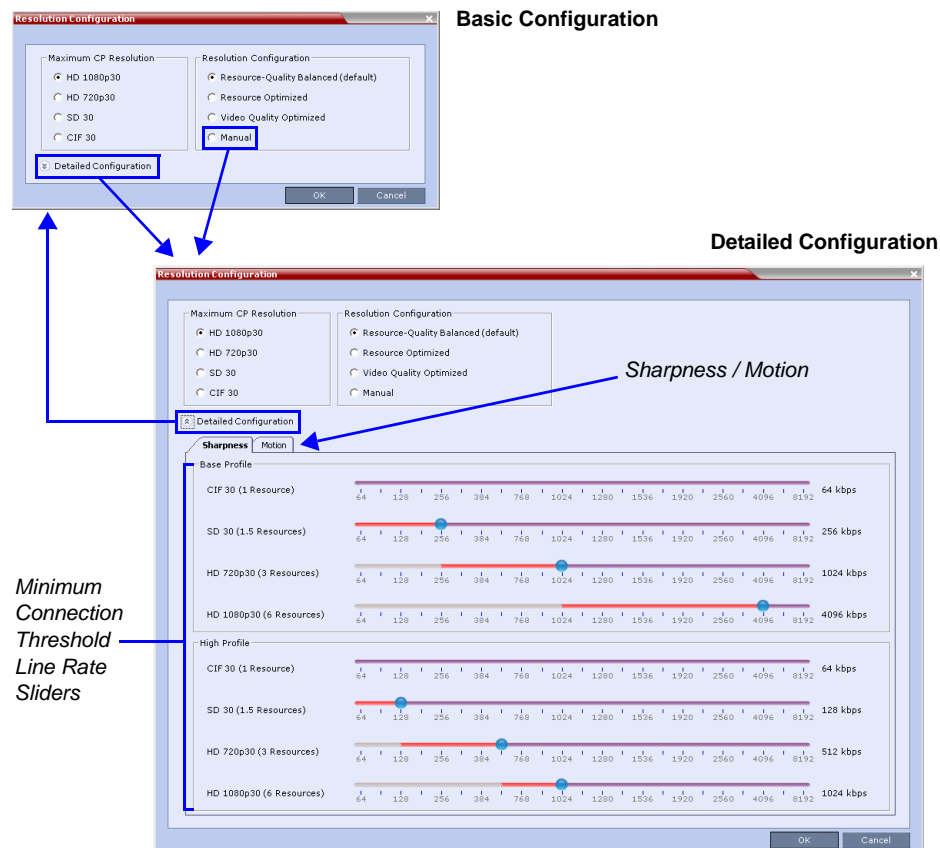 Resolution Configuration
×
Basic Configuration
Maximum CP Resolution
HD 1080p30
HD 720p30
SD 30
CIF 30
Resolution Configuration
Resource-Quality Balanced (default)
Resource Optimized
Video Quality Optimized
Manual
Detailed Configuration
OK Cancel
Detailed Configuration
Resolution Configuration
×
Maximum CP Resolution
HD 1080p30
HD 720p30
SD 30
CIF 30
Resolution Configuration
Resource-Quality Balanced (default)
Resource Optimized
Video Quality Optimized
Manual
Sharpness / Motion
Detailed Configuration
Sharpness Motion
Minimum
Connection
Threshold
Line Rate
Sliders
Base Profile
CIF 30 (1 Resource) 64 kbps
64 128 256 384 768 1024 1280 1536 1920 2560 4096 8192
SD 30 (1.5 Resources) 256 kbps
64 128 256 384 768 1024 1280 1536 1920 2560 4096 8192
HD 720p30 (3 Resources) 1024 kbps
64 128 256 384 768 1024 1280 1536 1920 2560 4096 8192
HD 1080p30 (6 Resources) 4096 kbps
64 128 256 384 768 1024 1280 1536 1920 2560 4096 8192
High Profile
CIF 30 (1 Resource) 64 kbps
64 128 256 384 768 1024 1280 1536 1920 2560 4096 8192
SD 30 (1.5 Resources) 128 kbps
64 128 256 384 768 1024 1280 1536 1920 2560 4096 8192
HD 720p30 (3 Resources) 512 kbps
64 128 256 384 768 1024 1280 1536 1920 2560 4096 8192
HD 1080p30 (6 Resources) 1024 kbps
64 128 256 384 768 1024 1280 1536 1920 2560 4096 8192
OK Cancel